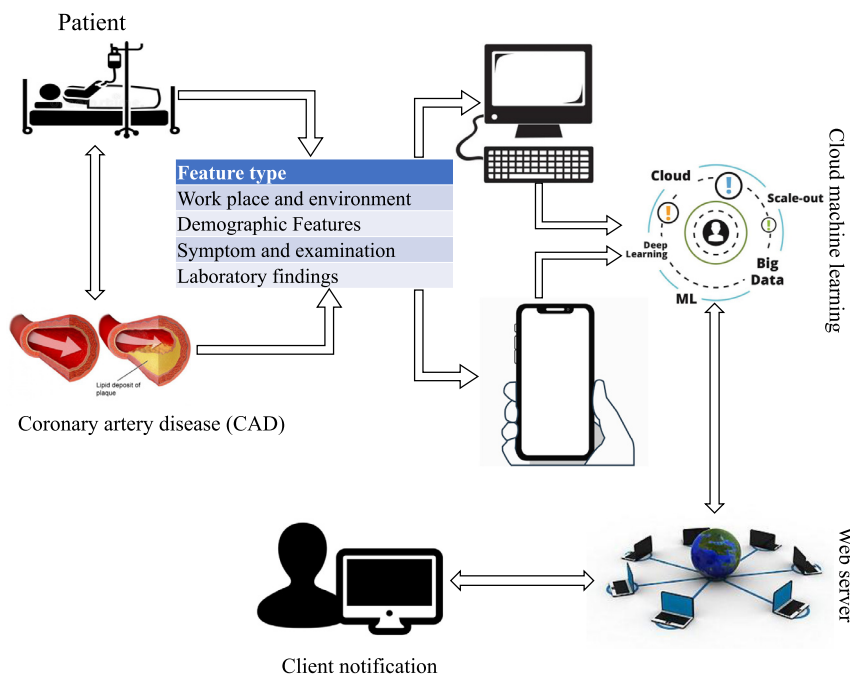 Patient
Feature type
Work place and environment
Demographic Features
Symptom and examination
Laboratory findings
Cloud
Scale-out
Deep
Learning
Big
Data
ML
Cloud machine learning
Lipid deposit of
plaque
Coronary artery disease (CAD)
Web server
Client notification